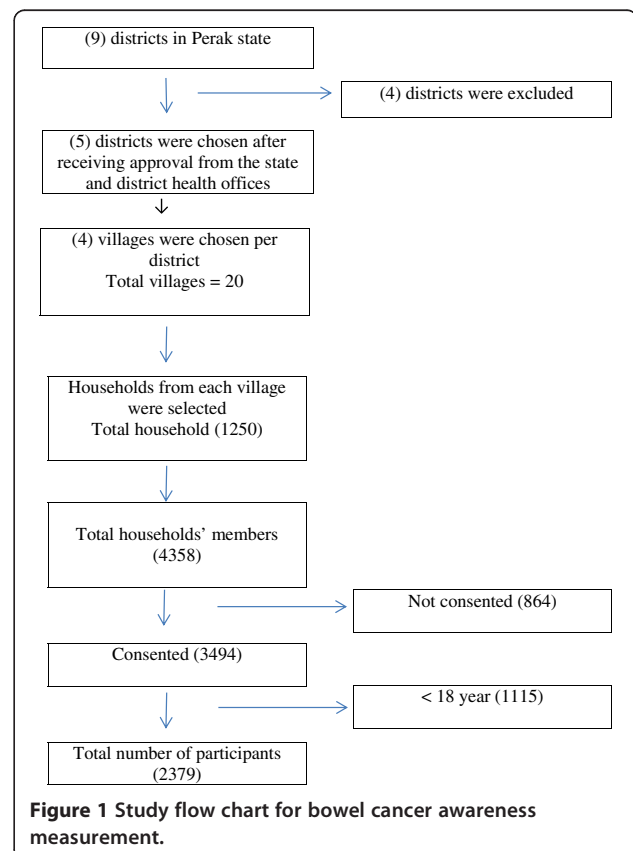 (9) districts in Perak state
(4) districts were excluded
(5) districts were chosen after
receiving approval from the state
and district health offices
(4) villages were chosen per
district
Total villages = 20
Households from each village
were selected
Total household (1250)
Total households’ members
(4358)
Not consented (864)
Consented (3494)
< 18 year (1115)
Total number of participants
(2379)
Figure 1 Study flow chart for bowel cancer awareness
measurement.